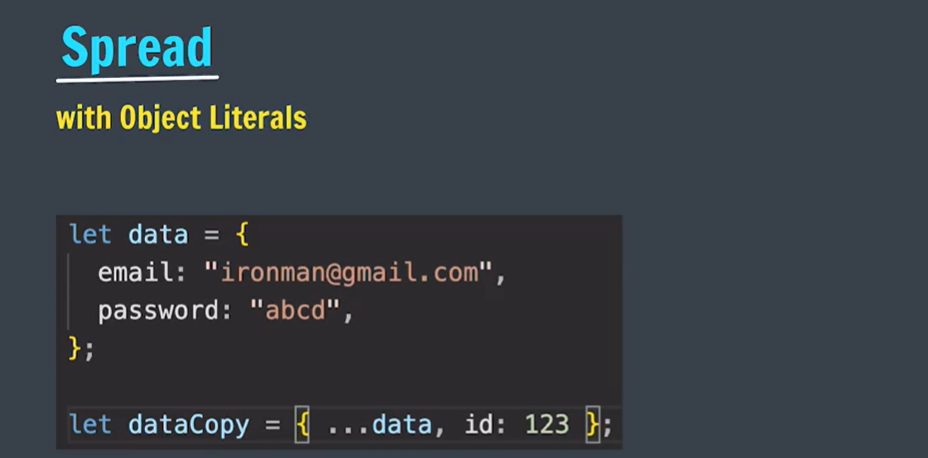 Spread
with Object Literals
let data = {
email: "ironman@gmail.com",
password: "abcd",
};
let dataCopy = { ...data, id: 123 };